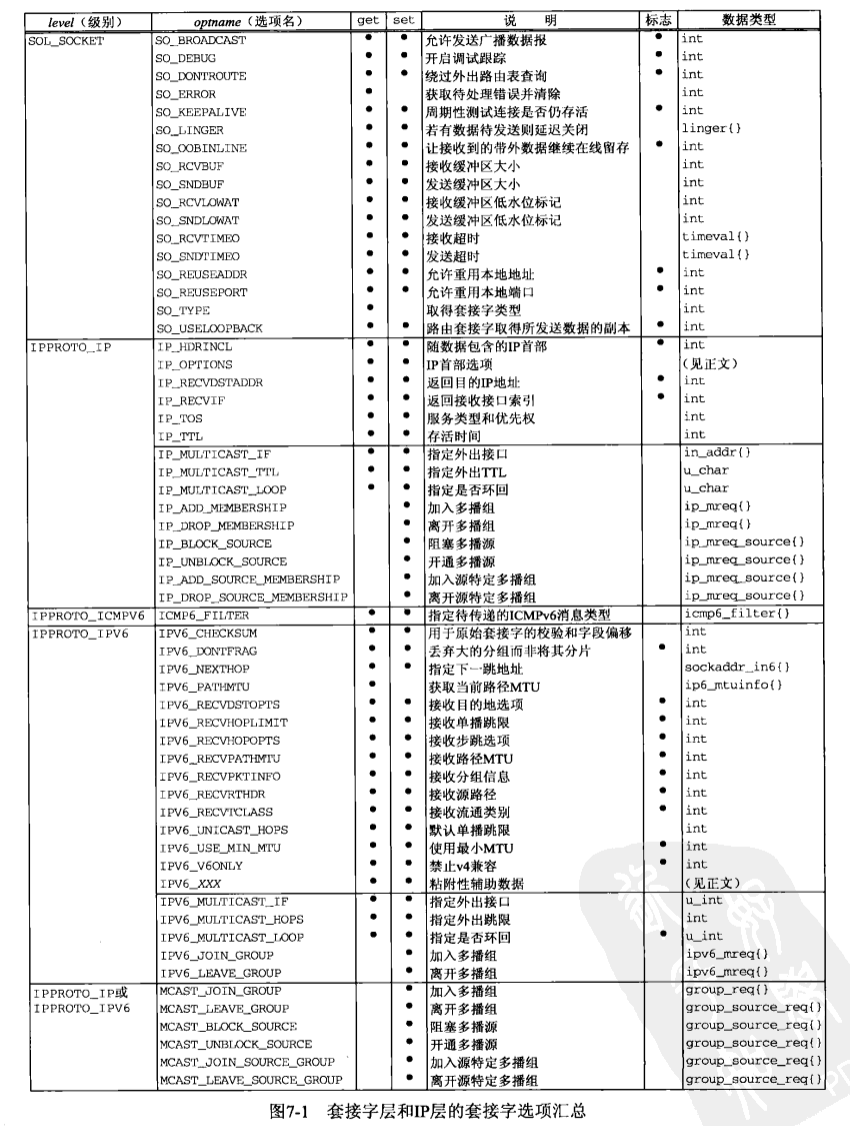 level（级别） optname（选项名） get set 说 明 标志 数据类型
SOL_SOCKET SO_BROADCAST • • 允许发送广播数据报 • int
SO_DEBUG • • 开启调试跟踪 • int
SO_DONTROUTE • • 绕过外出路由表查询 • int
SO_ERROR • 获取待处理错误并清除 int
SO_KEEPALIVE • • 周期性测试连接是否仍存活 • int
SO_LINGER • • 若有数据待发送则延迟关闭 linger{}
SO_OOBINLINE • • 让接收到的带外数据继续在线留存 • int
SO_RCVBUF • • 接收缓冲区大小 int
SO_SNDBUF • • 发送缓冲区大小 int
SO_RCVLOWAT • • 接收缓冲区低水位标记 int
SO_SNDLOWAT • • 发送缓冲区低水位标记 int
SO_RCVTIMEO • • 接收超时 timeval{}
SO_SNDTIMEO • • 发送超时 timeval{}
SO_REUSEADDR • • 允许重用本地地址 • int
SO_REUSEPORT • • 允许重用本地端口 • int
SO_TYPE • 取得套接字类型 int
SO_USELOOPBACK • • 路由套接字取得所发送数据的副本 • int
IPPROTO_IP IP_HDRINCL • • 随数据包含的IP首部 • int
IP_OPTIONS • • IP首部选项 （见正文）
IP_RECVDSTADDR • • 返回目的IP地址 • int
IP_RECVIF • • 返回接收接口索引 • int
IP_TOS • • 服务类型和优先权 int
IP_TTL • • 存活时间 int
IP_MULTICAST_IF • • 指定外出接口 in_addr{}
IP_MULTICAST_TTL • • 指定外出TTL u_char
IP_MULTICAST_LOOP • • 指定是否环回 u_char
IP_ADD_MEMBERSHIP • 加入多播组 ip_mreq{}
IP_DROP_MEMBERSHIP • 离开多播组 ip_mreq{}
IP_BLOCK_SOURCE • 阻塞多播源 ip_mreq_source{}
IP_UNBLOCK_SOURCE • 开通多播源 ip_mreq_source{}
IP_ADD_SOURCE_MEMBERSHIP • 加入源特定多播组 ip_mreq_source{}
IP_DROP_SOURCE_MEMBERSHIP • 离开源特定多播组 ip_mreq_source{}
IPPROTO_ICMPV6 ICMP6_FILTER • • 指定待传递的ICMPv6消息类型 icmp6_filter{}
IPPROTO_IPV6 IPV6_CHECKSUM • • 用于原始套接字的校验和字段偏移 int
IPV6_DONTFRAG • • 丢弃大的分组而非将其分片 • int
IPV6_NEXTHOP • • 指定下一跳地址 sockaddr_in6{}
IPV6_PATHMTU • 获取当前路径MTU ip6_mtuinfo{}
IPV6_RECVDSTOPTS • • 接收目的地选项 • int
IPV6_RECVHOPLIMIT • • 接收单播跳限 • int
IPV6_RECVHOPOPTS • • 接收步跳选项 • int
IPV6_RECVPATHMTU • • 接收路径MTU • int
IPV6_RECVPKTINFO • • 接收分组信息 • int
IPV6_RECVRTHDR • • 接收源路径 • int
IPV6_RECVTCLASS • • 接收流通类别 • int
IPV6_UNICAST_HOPS • • 默认单播跳限 int
IPV6_USE_MIN_MTU • • 使用最小MTU • int
IPV6_V6ONLY • • 禁止v4兼容 • int
IPV6_XXX • • 粘附性辅助数据 （见正文）
IPV6_MULTICAST_IF • • 指定外出接口 u_int
IPV6_MULTICAST_HOPS • • 指定外出跳限 int
IPV6_MULTICAST_LOOP • • 指定是否环回 • u_int
IPV6_JOIN_GROUP • 加入多播组 ipv6_mreq{}
IPV6_LEAVE_GROUP • 离开多播组 ipv6_mreq{}
IPPROTO_IP或 MCAST_JOIN_GROUP • 加入多播组 group_req{}
IPPROTO_IPV6 MCAST_LEAVE_GROUP • 离开多播组 group_source_req{}
MCAST_BLOCK_SOURCE • 阻塞多播源 group_source_req{}
MCAST_UNBLOCK_SOURCE • 开通多播源 group_source_req{}
MCAST_JOIN_SOURCE_GROUP • 加入源特定多播组 group_source_req{}
MCAST_LEAVE_SOURCE_GROUP • 离开源特定多播组 group_source_req{}
图7-1 套接字层和IP层的套接字选项汇总